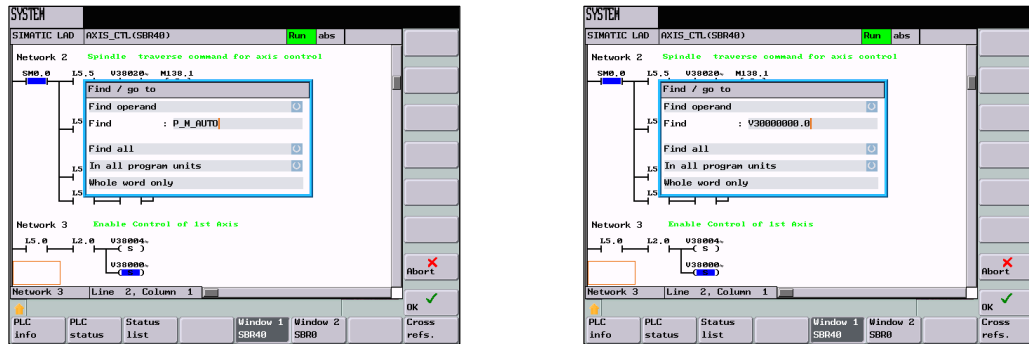 SYSTEM
SIMATIC LAD AXIS_CTL(SBR40) Run abs
Network 2 Spindle traverse command for axis control
SM0.0 L5.5 V38020~ M138.1
Find / go to
Find operand
L5 Find : P_M_AUTO
Find all
L5 In all program units
L5 Whole word only
Network 3 Enable Control of 1st Axis
L5.0 L2.0 V38004~
( S )
V38000~
Abort
Network 3 Line 2, Column 1
OK
PLC info
PLC status
Status list
Window 1 SBR40
Window 2 SBR0
Cross refs.
SYSTEM
SIMATIC LAD AXIS_CTL(SBR40) Run abs
Network 2 Spindle traverse command for axis control
SM0.0 L5.5 V38020~ M138.1
Find / go to
Find operand
L5 Find : V30000000.0
Find all
L5 In all program units
L5 Whole word only
Network 3 Enable Control of 1st Axis
L5.0 L2.0 V38004~
( S )
V38000~
Abort
Network 3 Line 2, Column 1
OK
PLC info
PLC status
Status list
Window 1 SBR40
Window 2 SBR0
Cross refs.